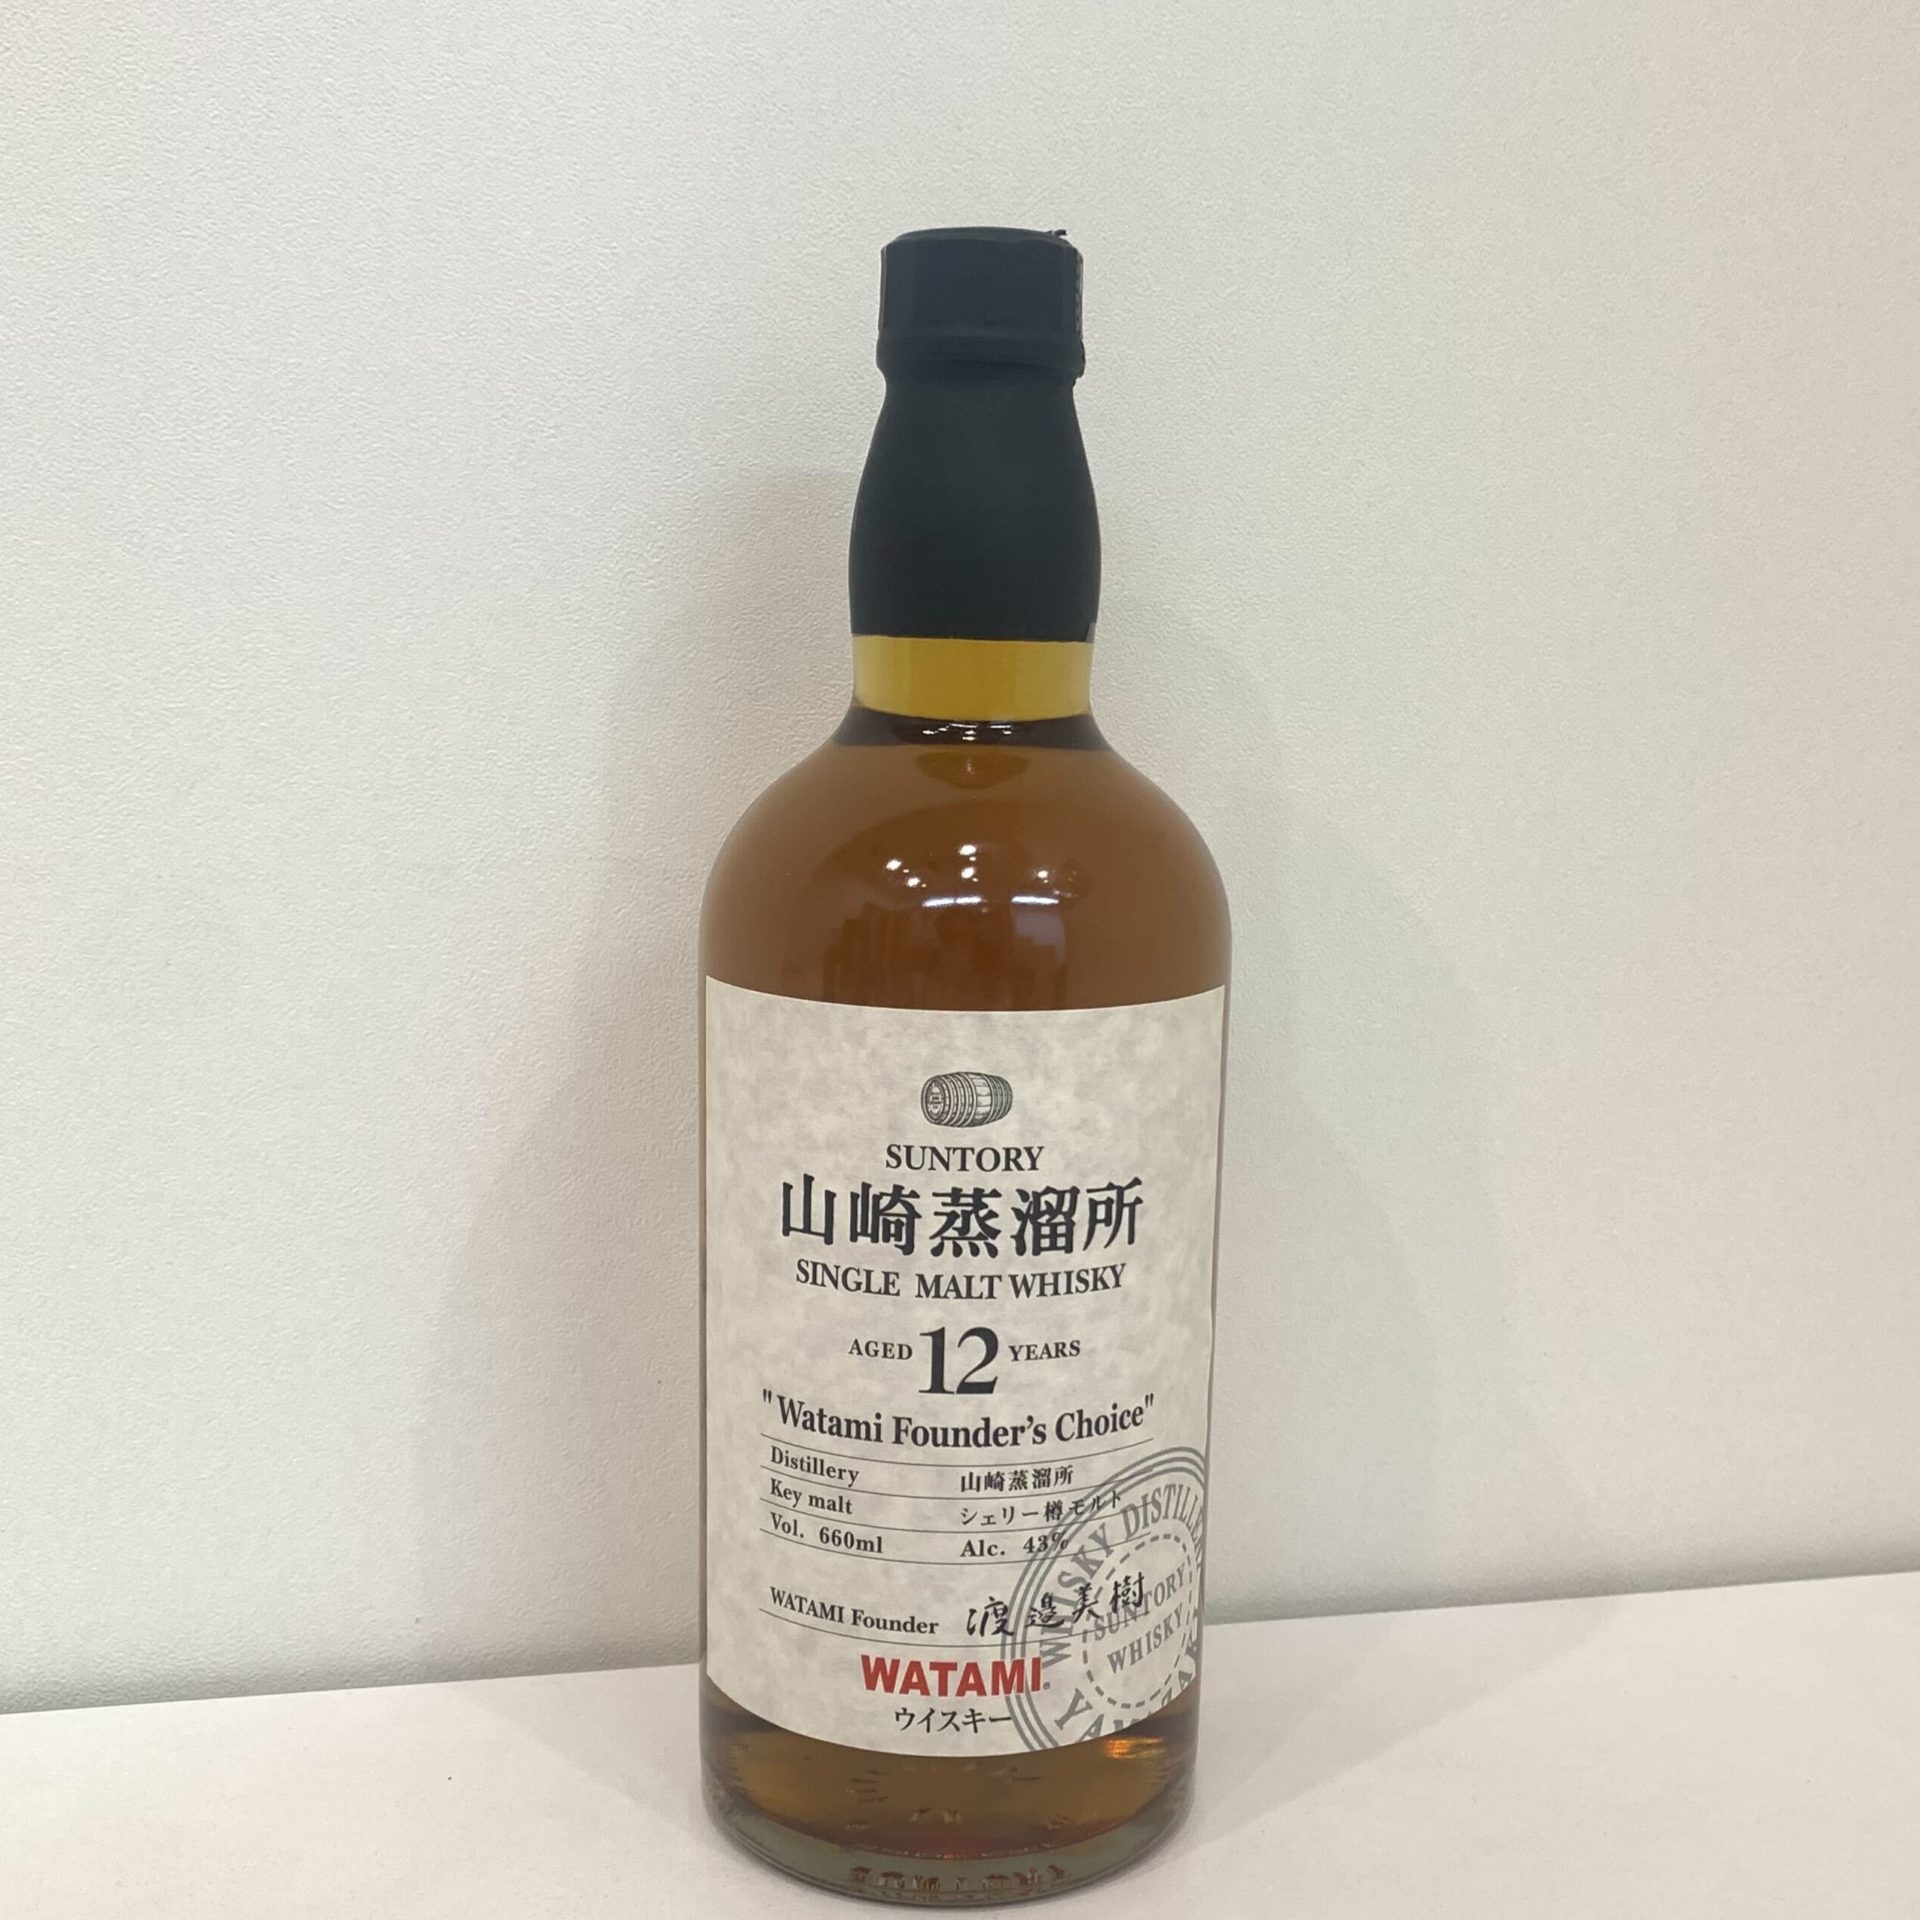 SUNTORY
山崎蒸溜所
SINGLE MALT WHISKY
AGED 12 YEARS
"Watami Founder's Choice"
Distillery 山崎蒸溜所
Key malt シェリー樽モルト
Vol. 660ml Alc. 43%
WATAMI Founder 渡邉美樹
WATAMI
ウイスキー
WHISKY DISTILLE
SUNTORY
WHISKY